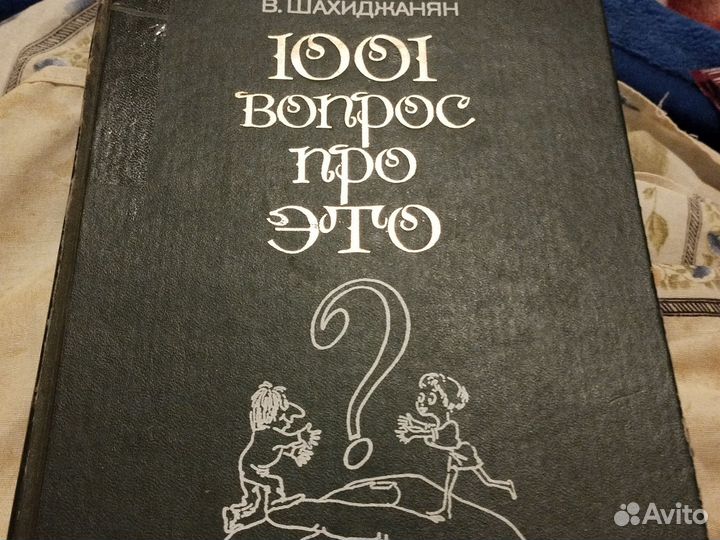 В. ШАХИДЖАНЯН
1001
ВОПРОС
ПРО
ЭТО
?
Avito